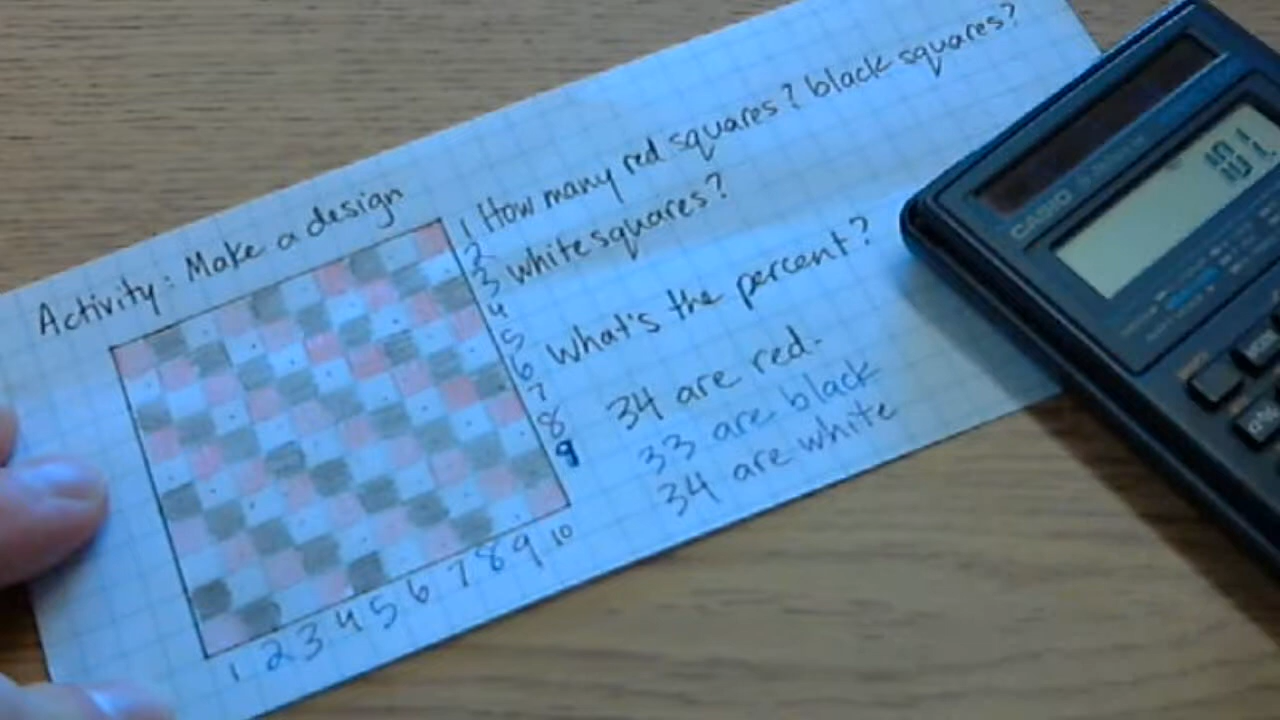 Activity: Make a design
1 How many red squares? black squares?
2
3 white squares?
4
5
6 What's the percent?
7
8
9
34 are red.
33 are black
34 are white
1 2 3 4 5 6 7 8 9 10
CASIO
101.